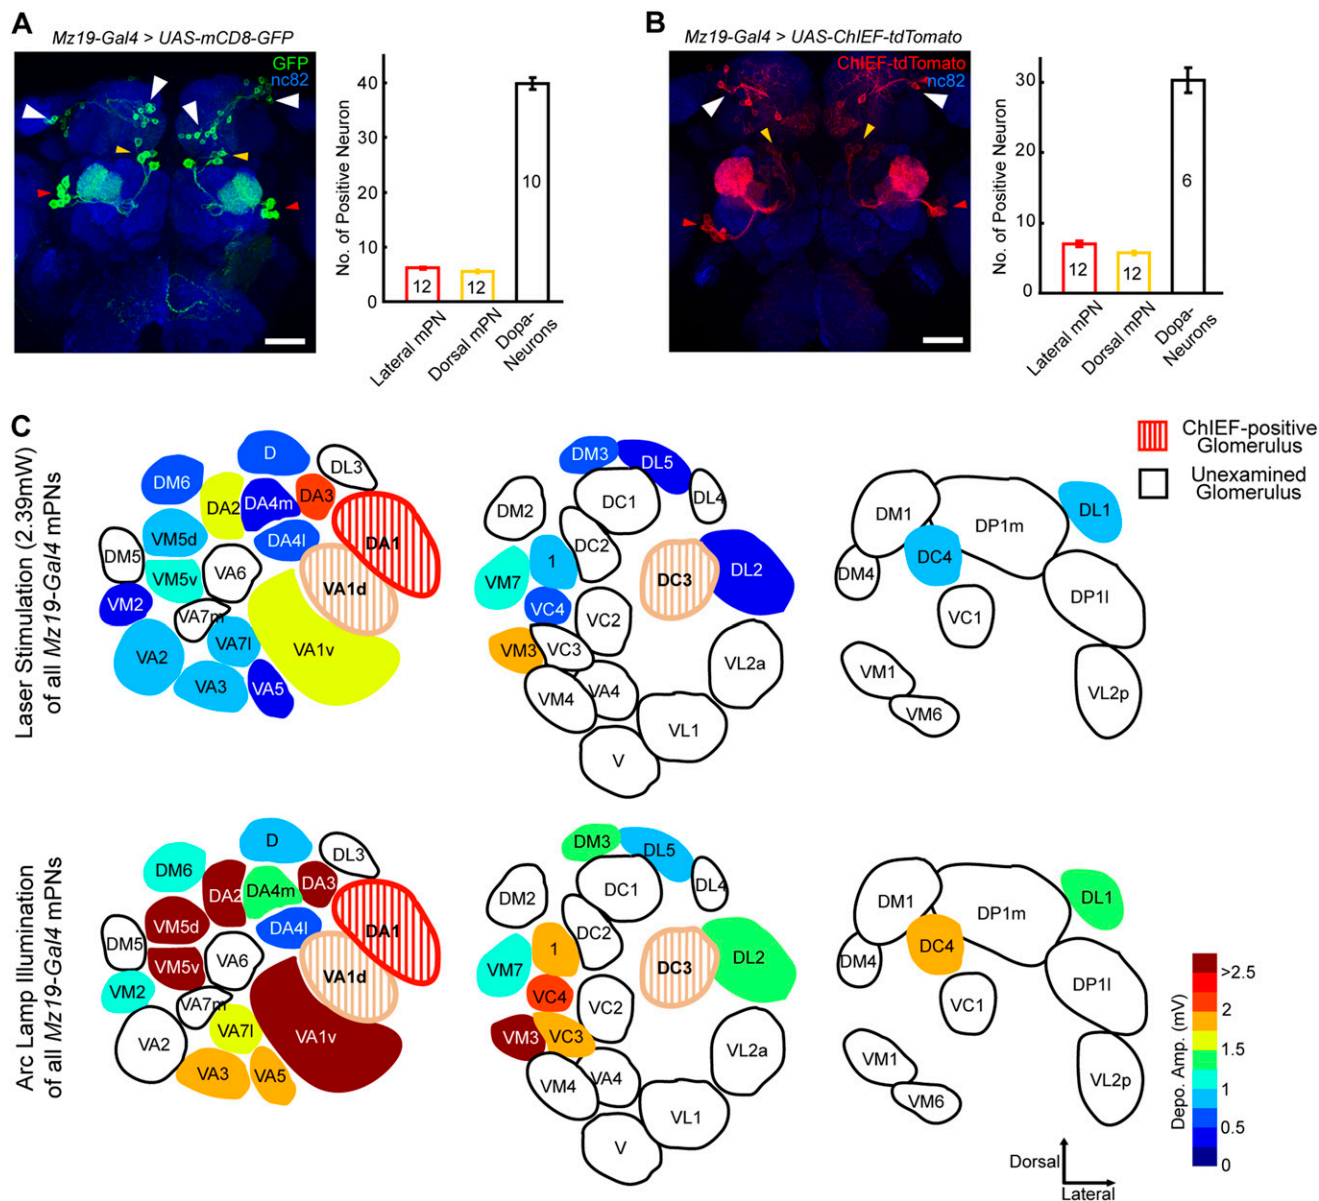 A
Mz19-Gal4 > UAS-mCD8-GFP
GFP
nc82
No. of Positive Neuron
40
30
20
10
0
12
12
10
Lateral mPN
Dorsal mPN
Dopa-
Neurons
B
Mz19-Gal4 > UAS-ChIEF-tdTomato
ChIEF-tdTomato
nc82
No. of Positive Neuron
30
20
10
0
12
12
6
Lateral mPN
Dorsal mPN
Dopa-
Neurons
C
Laser Stimulation (2.39mW)
of all Mz19-Gal4 mPNs
D
DL3
DM6
DA2
DA4m
DA3
DA1
DM5
VM5d
DA4l
VM5v
VA6
VA1d
VM2
VA7m
VA2
VA7l
VA1v
VA3
VA5
DM3
DL5
DM2
DC1
DL4
DC2
VM7
1
DC3
DL2
VC4
VC2
VM3
VC3
VL2a
VM4
VA4
VL1
V
DM1
DP1m
DL1
DC4
DM4
DP1l
VC1
VM1
VL2p
VM6
ChIEF-positive
Glomerulus
Unexamined
Glomerulus
Arc Lamp Illumination
of all Mz19-Gal4 mPNs
D
DL3
DM6
DA2
DA4m
DA3
DA1
DM5
VM5d
DA4l
VM5v
VA6
VA1d
VM2
VA7m
VA2
VA7l
VA1v
VA3
VA5
DM3
DL5
DM2
DC1
DL4
DC2
VM7
1
DC3
DL2
VC4
VC2
VM3
VC3
VL2a
VM4
VA4
VL1
V
DM1
DP1m
DL1
DC4
DM4
DP1l
VC1
VM1
VL2p
VM6
Depo. Amp. (mV)
>2.5
2
1.5
1
0.5
0
Dorsal
Lateral